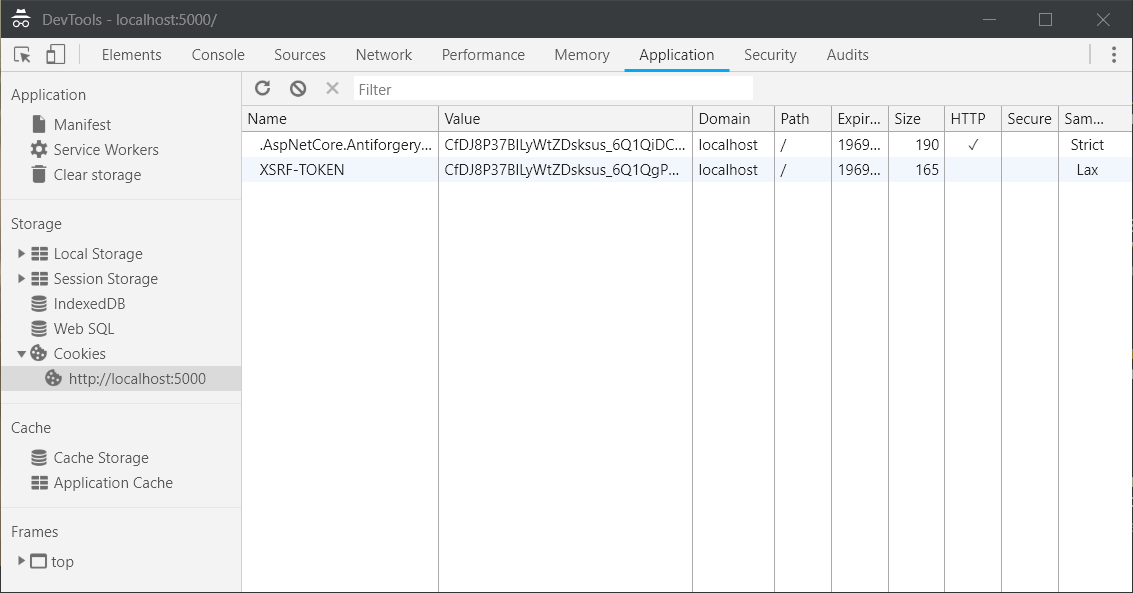 DevTools - localhost:5000/
Elements Console Sources Network Performance Memory Application Security Audits
Application
Manifest
Service Workers
Clear storage
Storage
Local Storage
Session Storage
IndexedDB
Web SQL
Cookies
http://localhost:5000
Cache
Cache Storage
Application Cache
Frames
top
Filter
Name Value Domain Path Expir... Size HTTP Secure Sam...
.AspNetCore.Antiforgery... CfDJ8P37BILyWtZDsksus_6Q1QiDC... localhost / 1969... 190 ✓ Strict
XSRF-TOKEN CfDJ8P37BILyWtZDsksus_6Q1QgP... localhost / 1969... 165 Lax